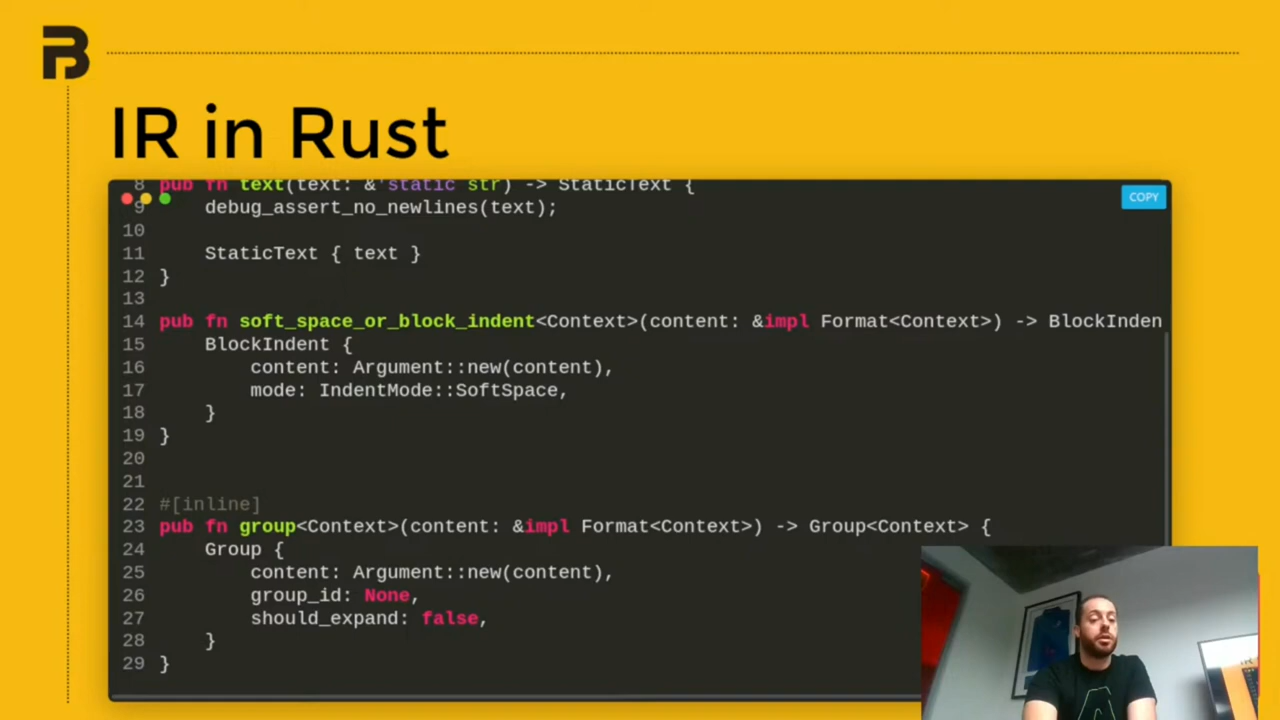 B
IR in Rust
COPY
8 pub fn text(text: &'static str) -> StaticText {
9     debug_assert_no_newlines(text);
10
11     StaticText { text }
12 }
13
14 pub fn soft_space_or_block_indent<Context>(content: &impl Format<Context>) -> BlockInden
15     BlockIndent {
16         content: Argument::new(content),
17         mode: IndentMode::SoftSpace,
18     }
19 }
20
21
22 #[inline]
23 pub fn group<Context>(content: &impl Format<Context>) -> Group<Context> {
24     Group {
25         content: Argument::new(content),
26         group_id: None,
27         should_expand: false,
28     }
29 }